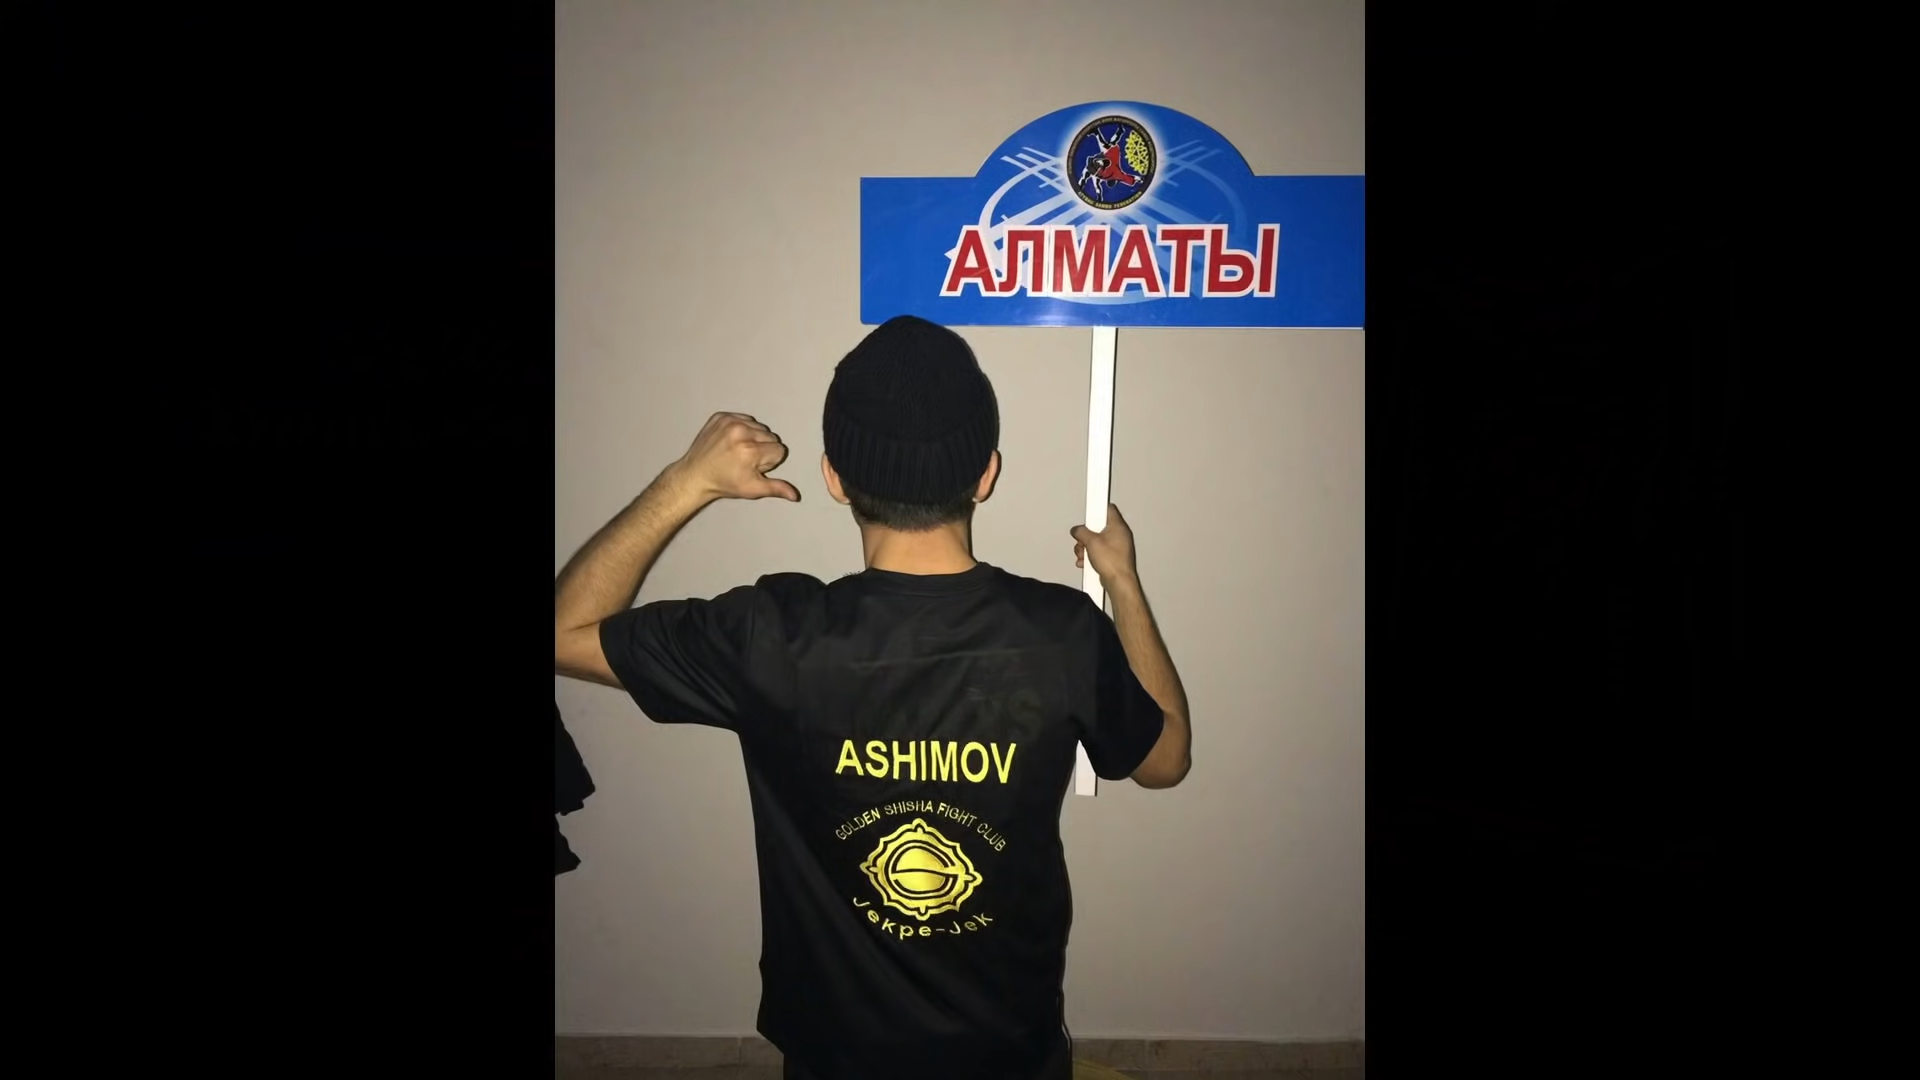 АЛМАТЫ
ASHIMOV
GOLDEN SHISHA FIGHT CLUB
Jekpe-Jek